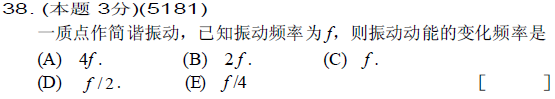 38. (本题 3分)(5181)
一质点作简谐振动，已知振动频率为f，则振动动能的变化频率是
(A) 4f． (B) 2f． (C) f．
(D) f/2． (E) f/4 [ ]